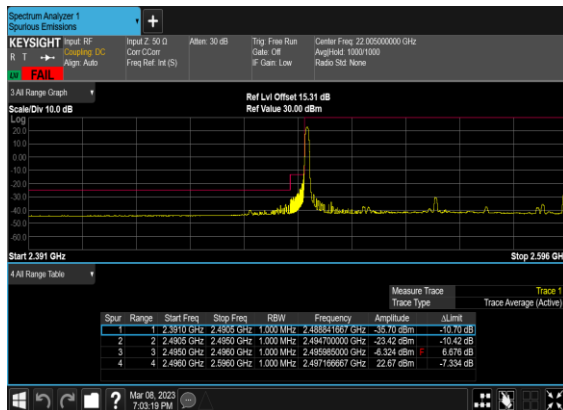 Spectrum Analyzer 1
Spurious Emissions
KEYSIGHT Input: RF Input Z: 50 Ω Atten: 30 dB Trig: Free Run Center Freq: 22.005000000 GHz
R T Coupling: DC Corr CCorr Gate: Off Avg|Hold: 1000/1000
Align: Auto Freq Ref: Int (S) IF Gain: Low Radio Std: None
FAIL
3 All Range Graph
Ref Lvl Offset 15.31 dB
Scale/Div 10.0 dB Ref Value 30.00 dBm
Log
20.0
10.0
0.00
-10.0
-20.0
-30.0
-40.0
-50.0
-60.0
Start 2.391 GHz Stop 2.596 GHz
4 All Range Table
Measure Trace Trace 1
Trace Type Trace Average (Active)
Spur Range Start Freq Stop Freq RBW Frequency Amplitude ΔLimit
1 1 2.3910 GHz 2.4905 GHz 1.000 MHz 2.488841667 GHz -35.70 dBm -10.70 dB
2 2 2.4905 GHz 2.4950 GHz 1.000 MHz 2.494700000 GHz -23.42 dBm -10.42 dB
3 3 2.4950 GHz 2.4960 GHz 1.000 MHz 2.495985000 GHz -6.324 dBm F 6.676 dB
4 4 2.4960 GHz 2.5960 GHz 1.000 MHz 2.497166667 GHz 22.67 dBm -7.334 dB
Mar 08, 2023
7:03:19 PM